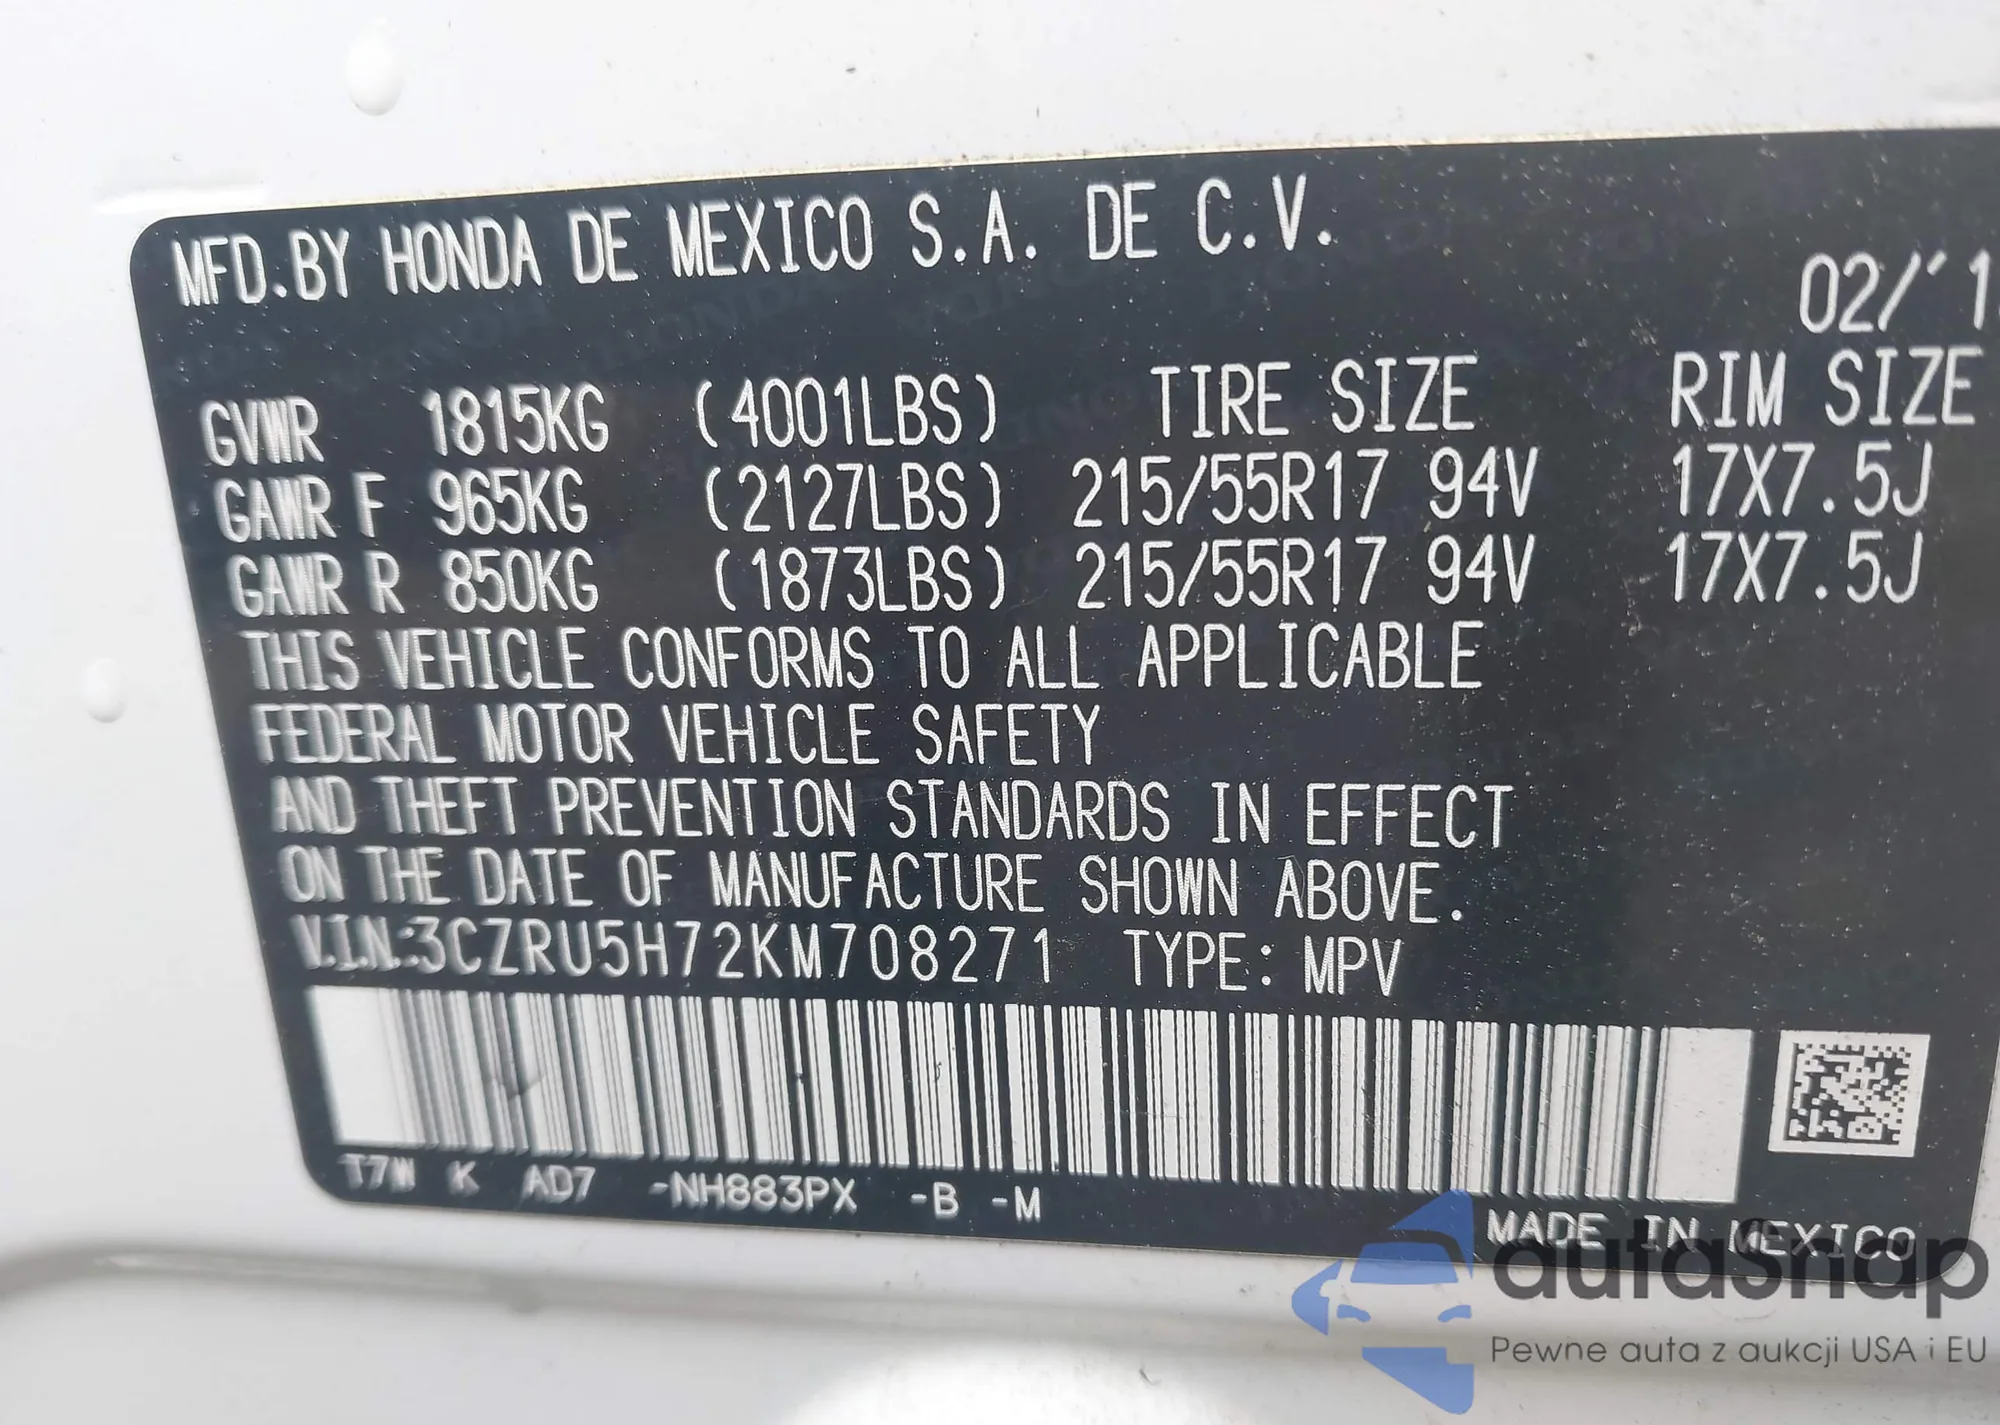 MFD.BY HONDA DE MEXICO S.A. DE C.V.
02/'1
GVWR 1815KG (4001LBS) TIRE SIZE RIM SIZE
GAWR F 965KG (2127LBS) 215/55R17 94V 17X7.5J
GAWR R 850KG (1873LBS) 215/55R17 94V 17X7.5J
THIS VEHICLE CONFORMS TO ALL APPLICABLE
FEDERAL MOTOR VEHICLE SAFETY
AND THEFT PREVENTION STANDARDS IN EFFECT
ON THE DATE OF MANUFACTURE SHOWN ABOVE.
V.I.N.:3CZRU5H72KM708271 TYPE: MPV
T7W K AD7 -NH883PX -B -M
MADE IN MEXICO
autosnap
Pewne auta z aukcji USA i EU